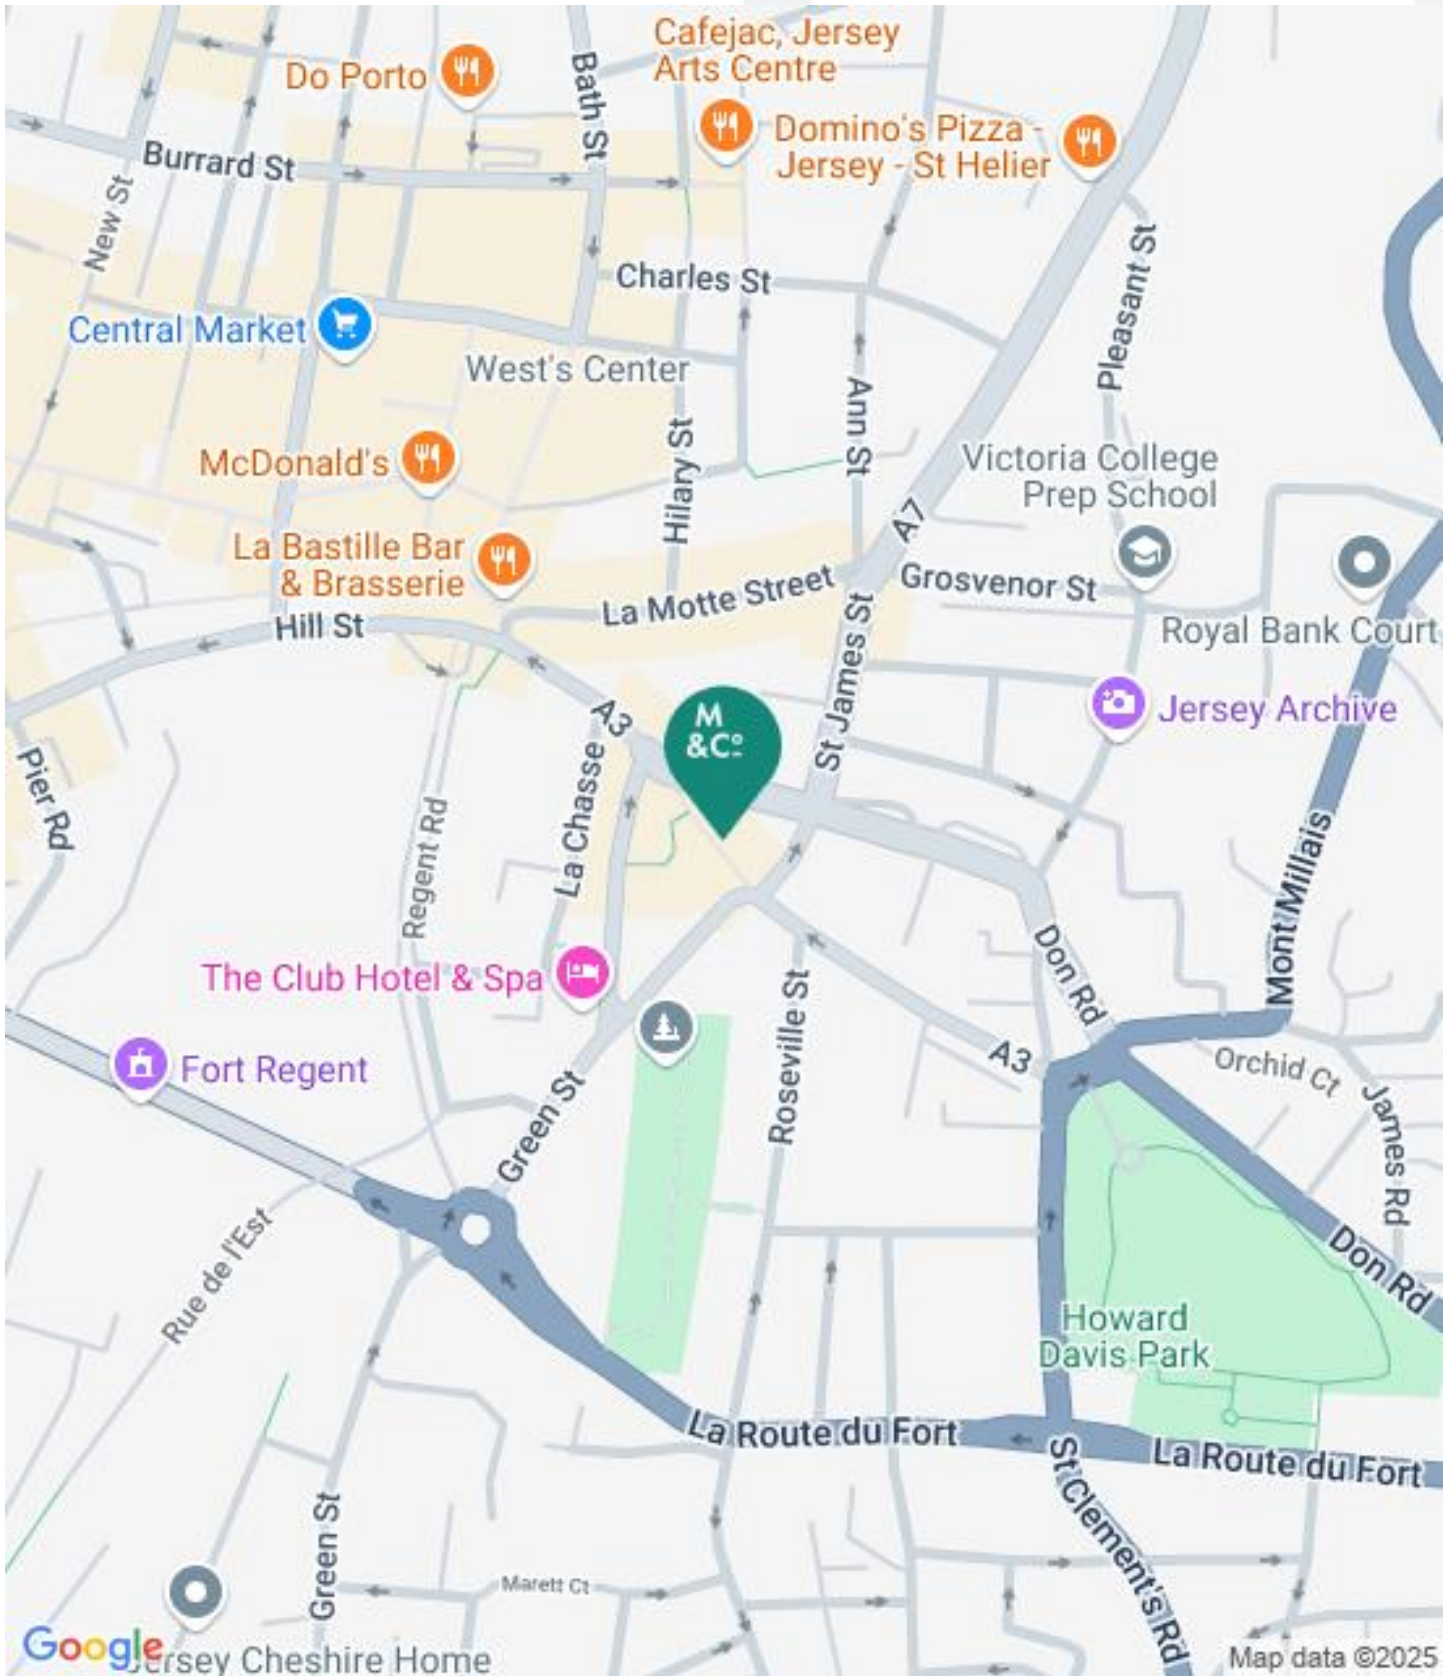 Cafejac, Jersey
Arts Centre
Do Porto
Bath St
Domino's Pizza -
Jersey - St Helier
Burrard St
New St
Pleasant St
Charles St
Central Market
West's Center
Ann St
McDonald's
Hilary St
Victoria College
Prep School
A7
La Bastille Bar
& Brasserie
La Motte Street
Grosvenor St
Hill St
Royal Bank Court
St James St
Jersey Archive
A3
M
&Co
Pier Rd
La Chasse
Regent Rd
Mont Millais
Don Rd
The Club Hotel & Spa
Roseville St
A3
Fort Regent
Orchid Ct
Green St
James Rd
Rue de l'Est
Don Rd
Howard
Davis Park
La Route du Fort
La Route du Fort
St Clement's Rd
Green St
Marett Ct
Google
Jersey Cheshire Home
Map data ©2025